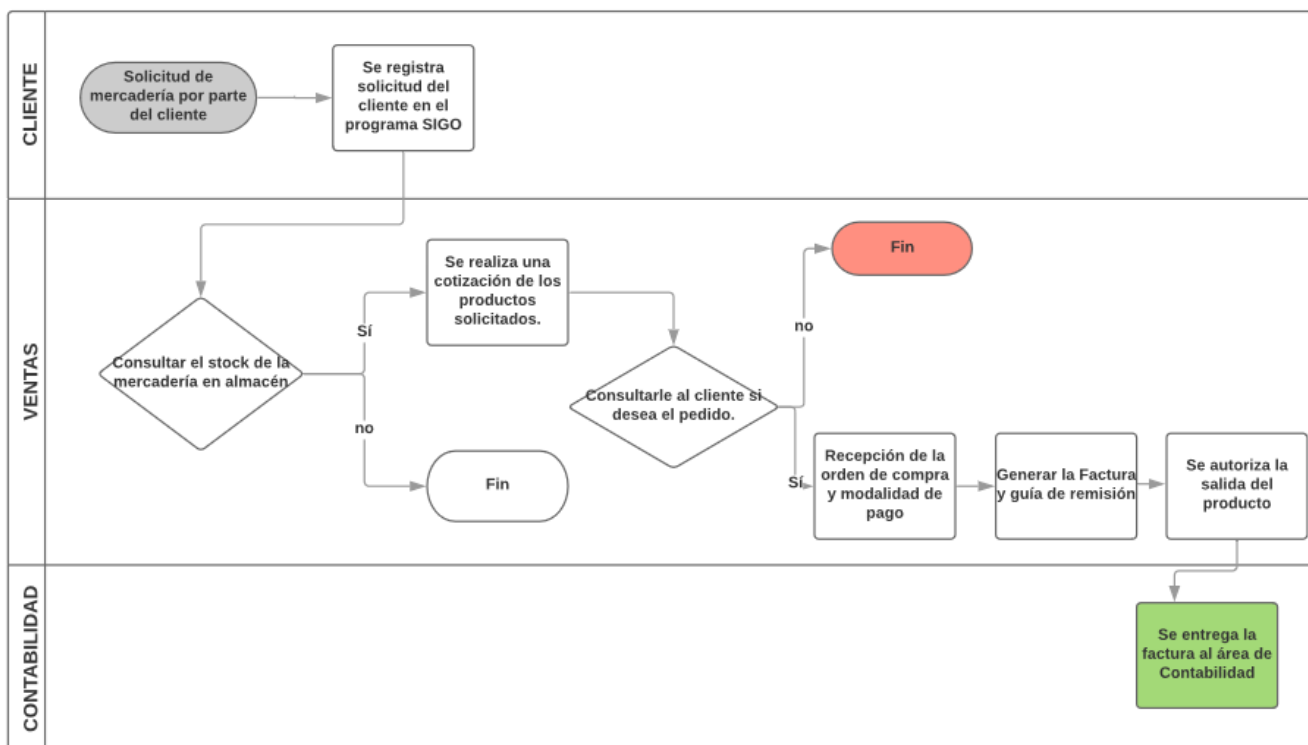 CLIENTE
Solicitud de
mercadería por parte
del cliente
Se registra
solicitud del
cliente en el
programa SIGO
VENTAS
Consultar el stock de la
mercadería en almacén
Sí
no
Se realiza una
cotización de los
productos
solicitados.
Fin
Consultarle al cliente si
desea el pedido.
no
Sí
Fin
Recepción de la
orden de compra
y modalidad de
pago
Generar la Factura
y guía de remisión
Se autoriza la
salida del
producto
CONTABILIDAD
Se entrega la
factura al área de
Contabilidad